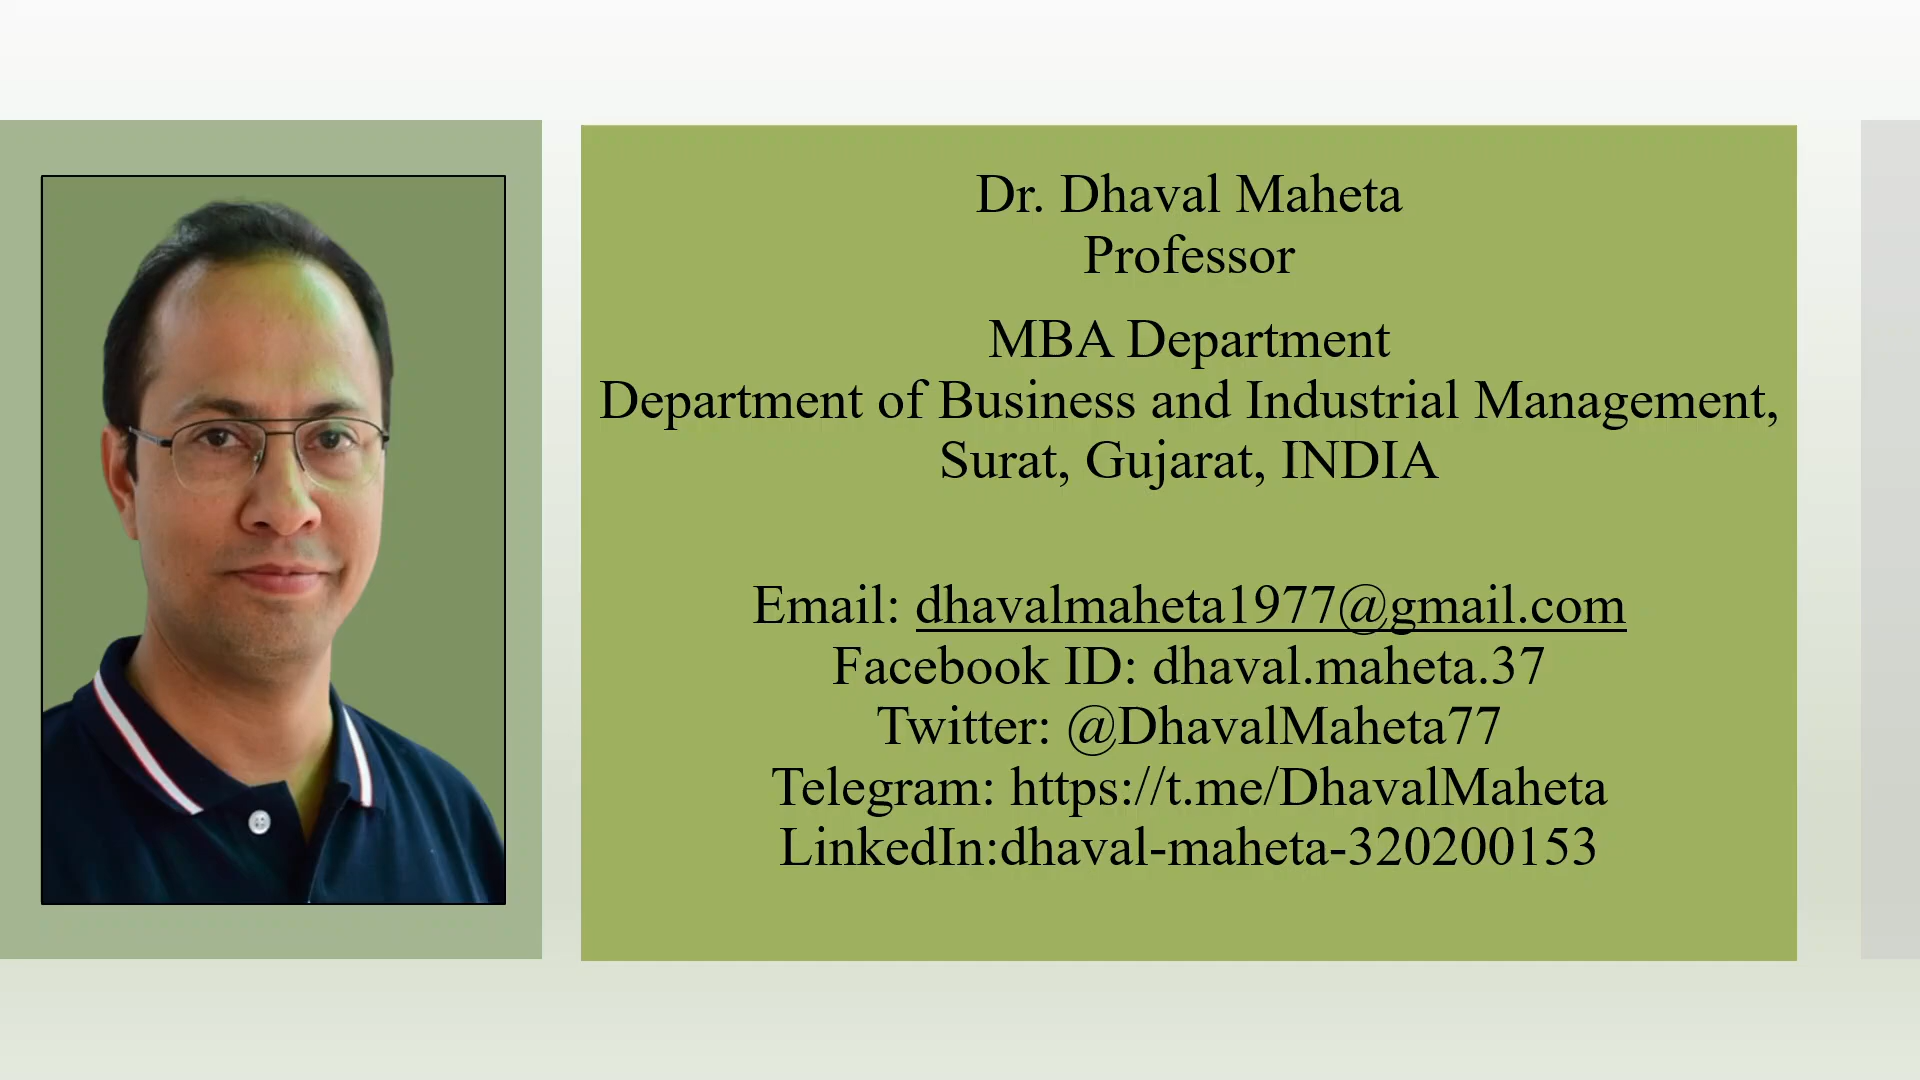 Dr. Dhaval Maheta
Professor
MBA Department
Department of Business and Industrial Management,
Surat, Gujarat, INDIA
Email: dhavalmaheta1977@gmail.com
Facebook ID: dhaval.maheta.37
Twitter: @DhavalMaheta77
Telegram: https://t.me/DhavalMaheta
LinkedIn:dhaval-maheta-320200153